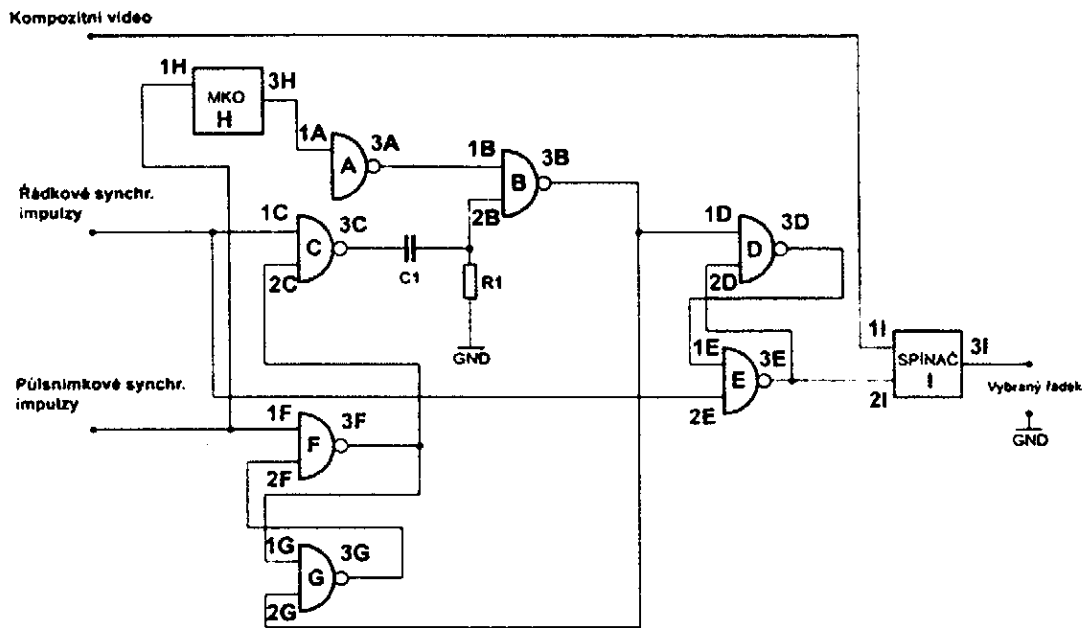 Kompozitní video
1H
MKO
H
3H
1A
A
3A
1B
B
3B
2B
Řádkové synchr.
impulzy
1C
C
3C
2C
C1
R1
GND
1D
D
3D
2D
1E
E
3E
2E
1I
SPÍNAČ
I
3I
2I
Vybraný řádek
GND
Půlsnímkové synchr.
impulzy
1F
F
3F
2F
1G
G
3G
2G